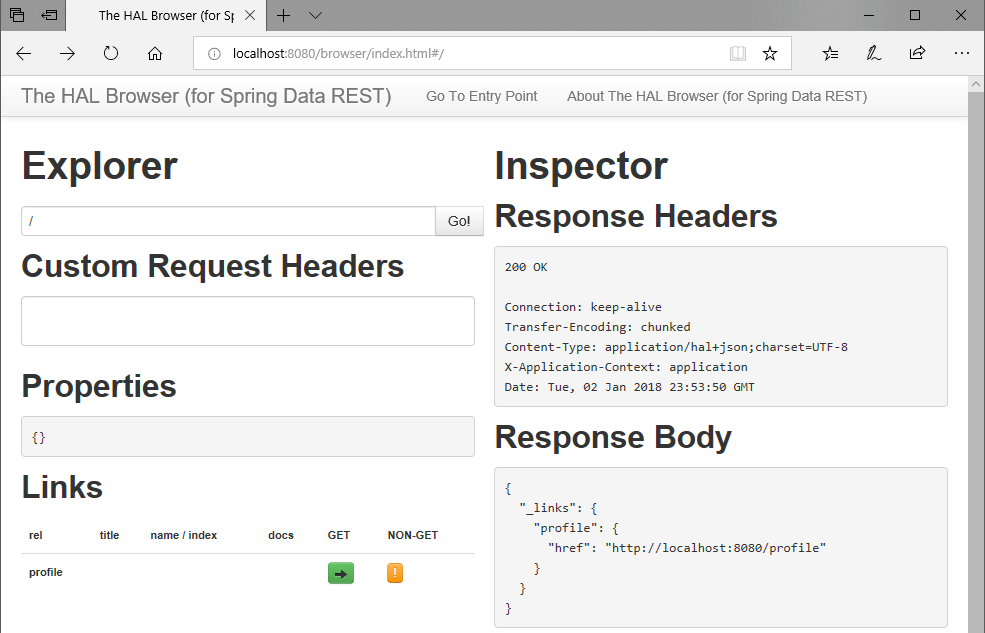 The HAL Browser (for Sp
localhost:8080/browser/index.html#/
The HAL Browser (for Spring Data REST) Go To Entry Point About The HAL Browser (for Spring Data REST)
Explorer
/ Go!
Custom Request Headers
Properties
{}
Links
rel title name / index docs GET NON-GET
profile !
Inspector
Response Headers
200 OK
Connection: keep-alive
Transfer-Encoding: chunked
Content-Type: application/hal+json;charset=UTF-8
X-Application-Context: application
Date: Tue, 02 Jan 2018 23:53:50 GMT
Response Body
{
"_links": {
"profile": {
"href": "http://localhost:8080/profile"
}
}
}